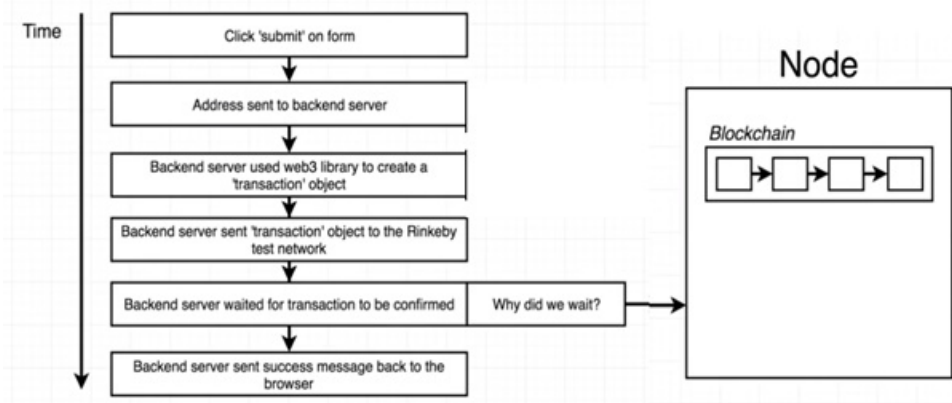 Time
Click 'submit' on form
Address sent to backend server
Backend server used web3 library to create a
'transaction' object
Backend server sent 'transaction' object to the Rinkeby
test network
Backend server waited for transaction to be confirmed
Why did we wait?
Backend server sent success message back to the
browser
Node
Blockchain